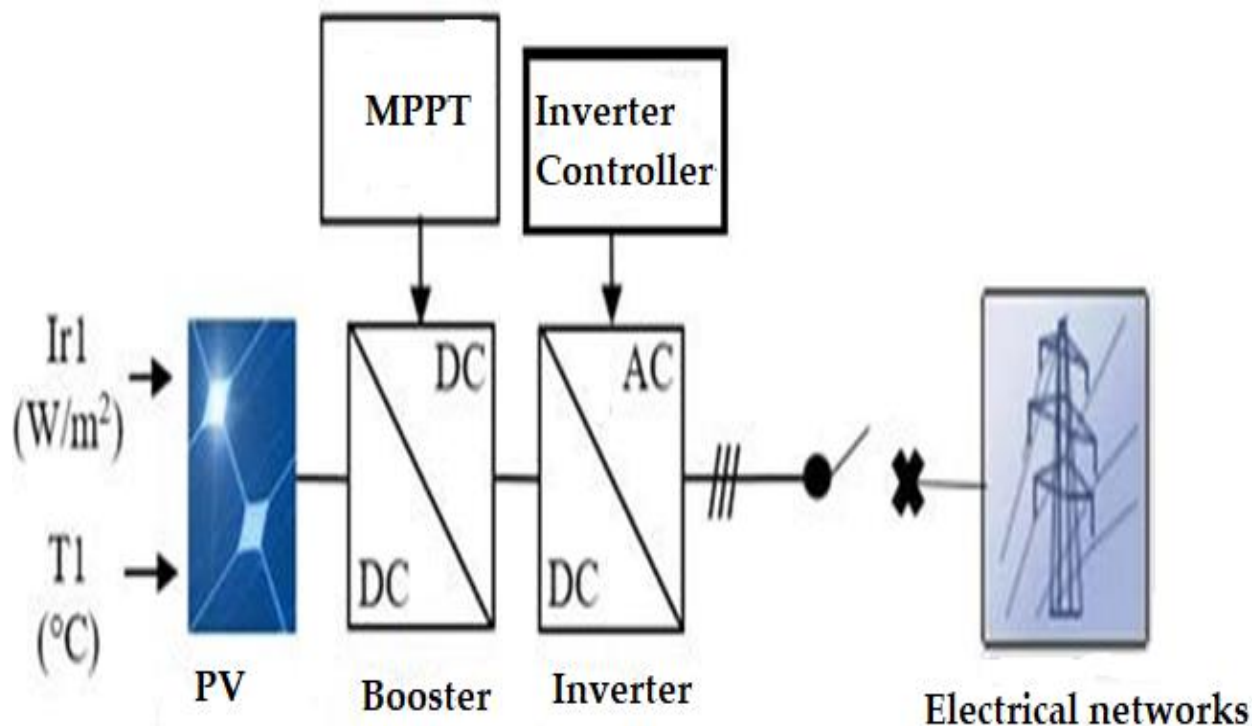 MPPT
Inverter
Controller
Ir1
(W/m²)
T1
(°C)
DC
DC
AC
DC
PV
Booster
Inverter
Electrical networks